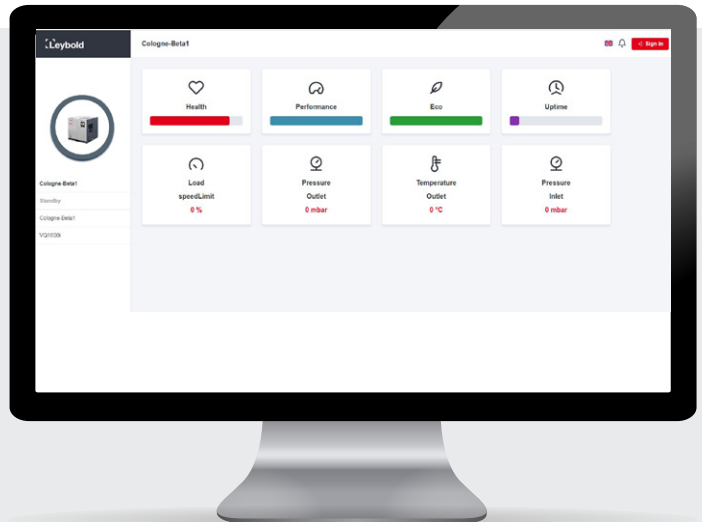 Leybold
Cologne-Beta1
Sign In
Health
Performance
Eco
Uptime
Load
speedLimit
0 %
Pressure
Outlet
0 mbar
Temperature
Outlet
0 °C
Pressure
Inlet
0 mbar
Cologne-Beta1
Standby
Cologne-Beta1